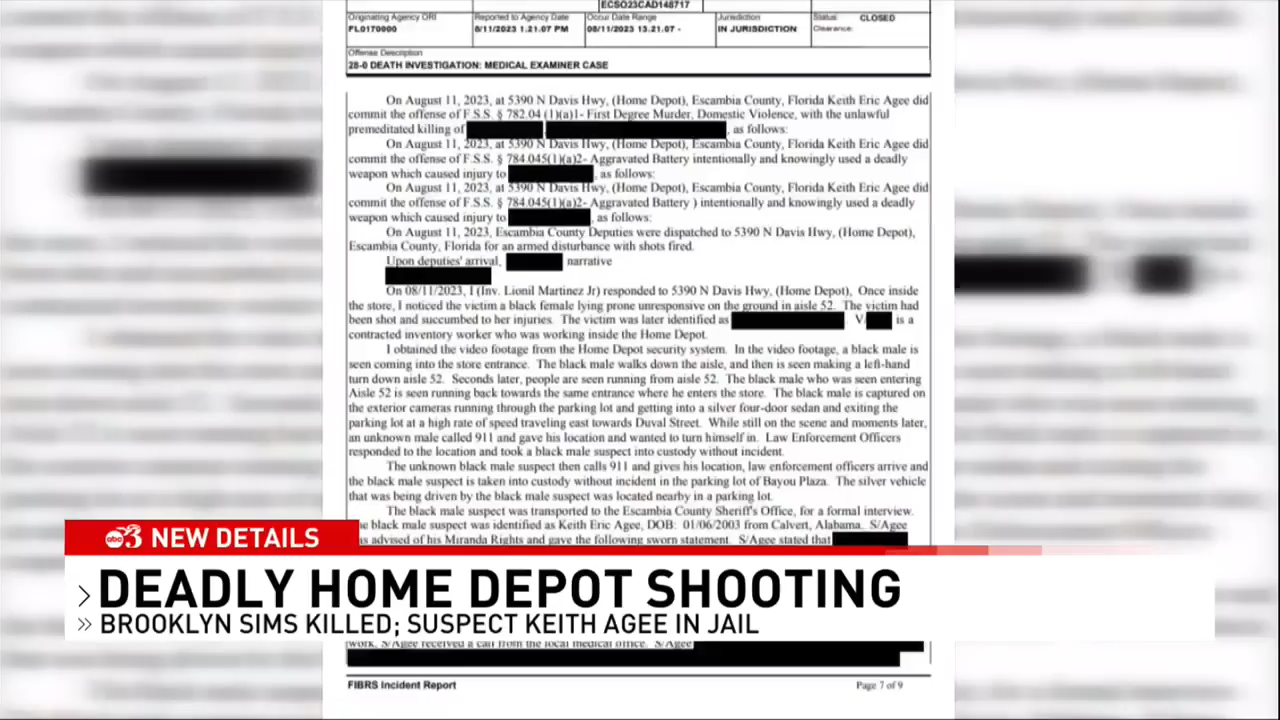 ECSO23CAD148717
Originating Agency ORI Reported to Agency Date Occur Date Range Jurisdiction Status CLOSED
FL0170000 8/11/2023 1.21.07 PM 08/11/2023 13.21.07 - IN JURISDICTION Clearance:
Offense Description
28-0 DEATH INVESTIGATION: MEDICAL EXAMINER CASE
On August 11, 2023, at 5390 N Davis Hwy, (Home Depot), Escambia County, Florida Keith Eric Agee did
commit the offense of F.S.S. § 782.04 (1)(a)1- First Degree Murder, Domestic Violence, with the unlawful
premeditated killing of , as follows:
On August 11, 2023, at 5390 N Davis Hwy, (Home Depot), Escambia County, Florida Keith Eric Agee did
commit the offense of F.S.S. § 784.045(1)(a)2- Aggravated Battery intentionally and knowingly used a deadly
weapon which caused injury to , as follows:
On August 11, 2023, at 5390 N Davis Hwy, (Home Depot), Escambia County, Florida Keith Eric Agee did
commit the offense of F.S.S. § 784.045(1)(a)2- Aggravated Battery ) intentionally and knowingly used a deadly
weapon which caused injury to , as follows:
On August 11, 2023, Escambia County Deputies were dispatched to 5390 N Davis Hwy, (Home Depot),
Escambia County, Florida for an armed disturbance with shots fired.
Upon deputies' arrival, narrative
On 08/11/2023, I (Inv. Lionil Martinez Jr) responded to 5390 N Davis Hwy, (Home Depot), Once inside
the store, I noticed the victim a black female lying prone unresponsive on the ground in aisle 52. The victim had
been shot and succumbed to her injuries. The victim was later identified as V. is a
contracted inventory worker who was working inside the Home Depot.
I obtained the video footage from the Home Depot security system. In the video footage, a black male is
seen coming into the store entrance. The black male walks down the aisle, and then is seen making a left-hand
turn down aisle 52. Seconds later, people are seen running from aisle 52. The black male who was seen entering
Aisle 52 is seen running back towards the same entrance where he enters the store. The black male is captured on
the exterior cameras running through the parking lot and getting into a silver four-door sedan and exiting the
parking lot at a high rate of speed traveling east towards Duval Street. While still on the scene and moments later,
an unknown male called 911 and gave his location and wanted to turn himself in. Law Enforcement Officers
responded to the location and took a black male suspect into custody without incident.
The unknown black male suspect then calls 911 and gives his location, law enforcement officers arrive and
the black male suspect is taken into custody without incident in the parking lot of Bayou Plaza. The silver vehicle
that was being driven by the black male suspect was located nearby in a parking lot.
The black male suspect was transported to the Escambia County Sheriff's Office, for a formal interview.
black male suspect was identified as Keith Eric Agee, DOB: 01/06/2003 from Calvert, Alabama. S/Agee
advised of his Miranda Rights and gave the following sworn statement. S/Agee stated that
abc 3 NEW DETAILS
DEADLY HOME DEPOT SHOOTING
BROOKLYN SIMS KILLED; SUSPECT KEITH AGEE IN JAIL
work. S/Agee received a call from the local medical office. S/Agee
FIBRS Incident Report Page 7 of 9